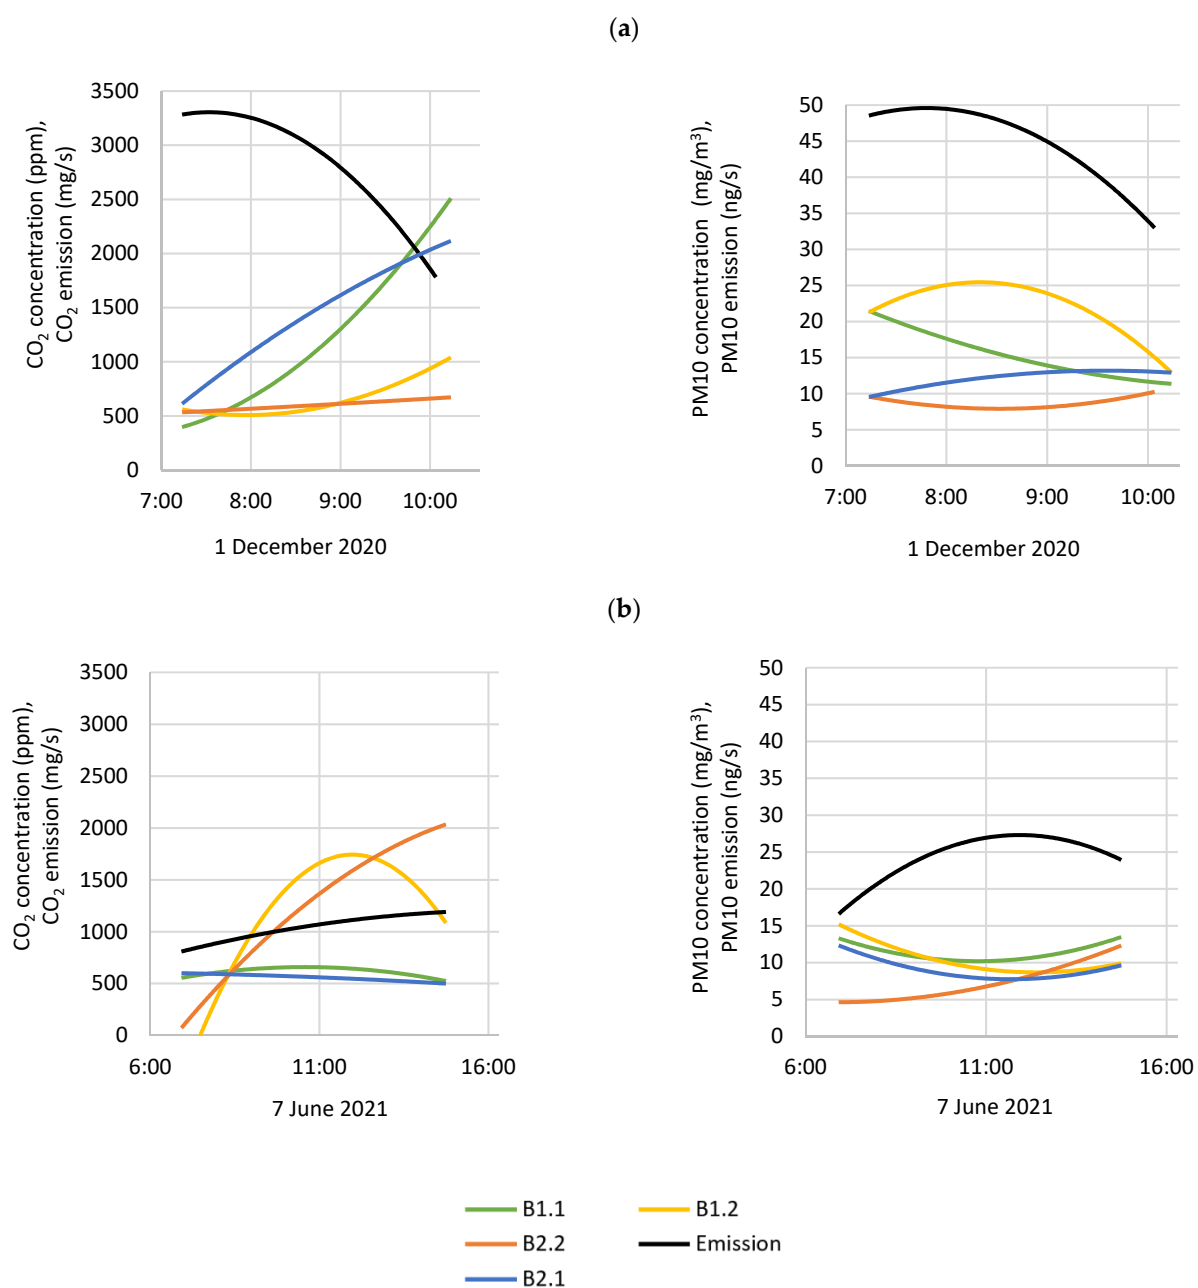 (a)
CO2 concentration (ppm),
CO2 emission (mg/s)
3500
3000
2500
2000
1500
1000
500
0
7:00 8:00 9:00 10:00
1 December 2020
PM10 concentration (mg/m³),
PM10 emission (ng/s)
50
45
40
35
30
25
20
15
10
5
0
7:00 8:00 9:00 10:00
1 December 2020
(b)
CO2 concentration (ppm),
CO2 emission (mg/s)
3500
3000
2500
2000
1500
1000
500
0
6:00 11:00 16:00
7 June 2021
PM10 concentration (mg/m³),
PM10 emission (ng/s)
50
45
40
35
30
25
20
15
10
5
0
6:00 11:00 16:00
7 June 2021
B1.1 B1.2
B2.2 Emission
B2.1